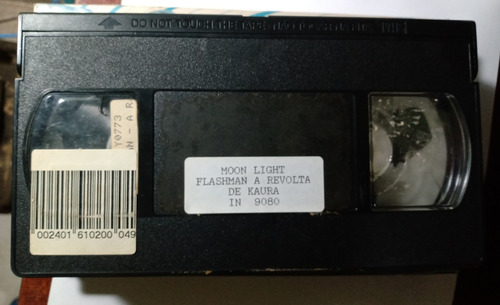 DO NOT TOUCH THE TAPE
Y0773
N - A R
MOON LIGHT
FLASHMAN A REVOLTA
DE KAURA
IN 9080
002401 610200 049